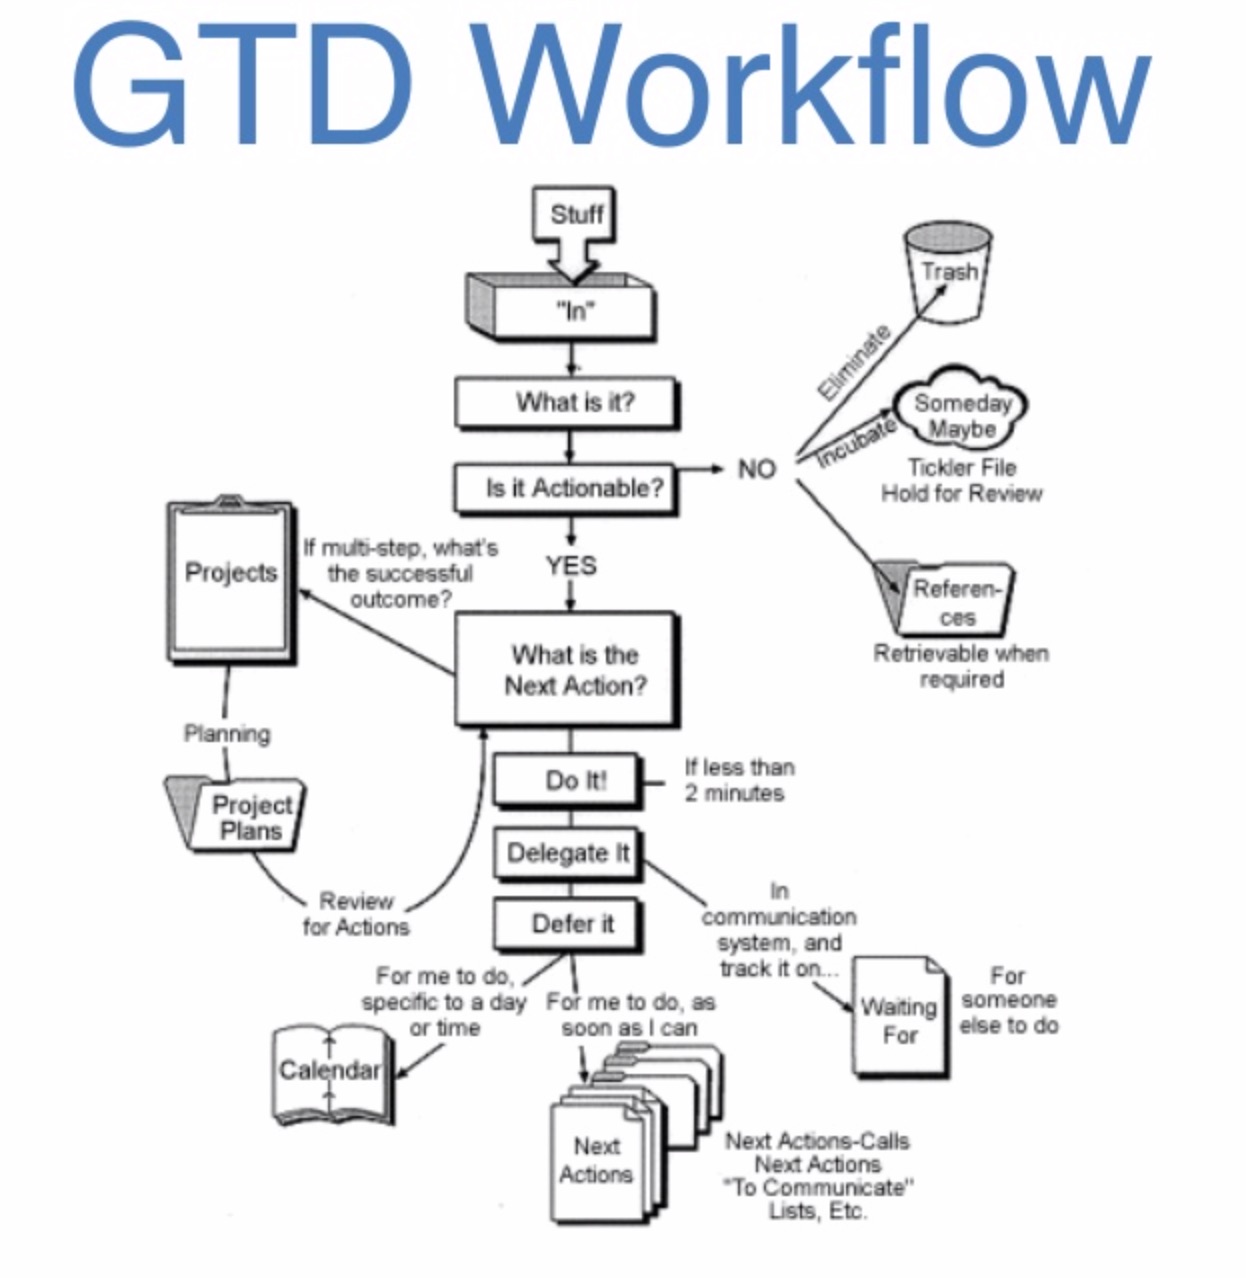 GTD Workflow
Stuff
"In"
What is it?
Is it Actionable?
NO
Eliminate
Trash
Incubate
Someday
Maybe
Tickler File
Hold for Review
Referen-
ces
Retrievable when
required
YES
What is the
Next Action?
If multi-step, what's
the successful
outcome?
Projects
Planning
Project
Plans
Review
for Actions
Do It!
If less than
2 minutes
Delegate It
In
communication
system, and
track it on...
Waiting
For
For
someone
else to do
Defer it
For me to do,
specific to a day
or time
Calendar
For me to do, as
soon as I can
Next
Actions
Next Actions-Calls
Next Actions
"To Communicate"
Lists, Etc.